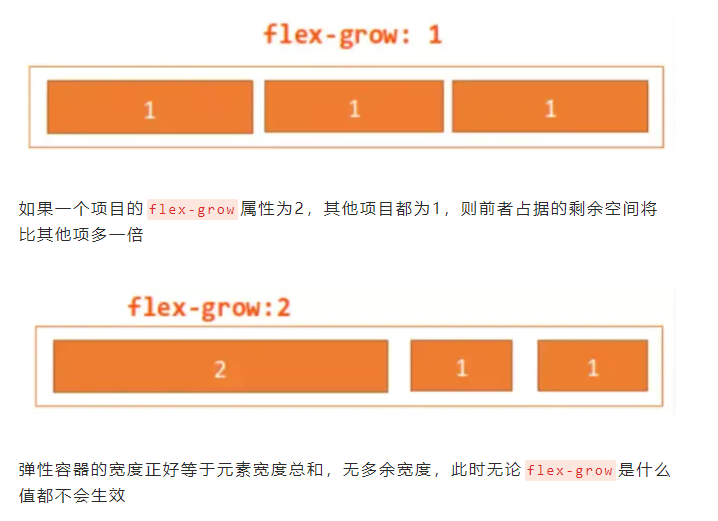 flex-grow: 1
1 1 1
如果一个项目的 flex-grow 属性为2，其他项目都为1，则前者占据的剩余空间将
比其他项多一倍
flex-grow:2
2 1 1
弹性容器的宽度正好等于元素宽度总和，无多余宽度，此时无论 flex-grow 是什么
值都不会生效